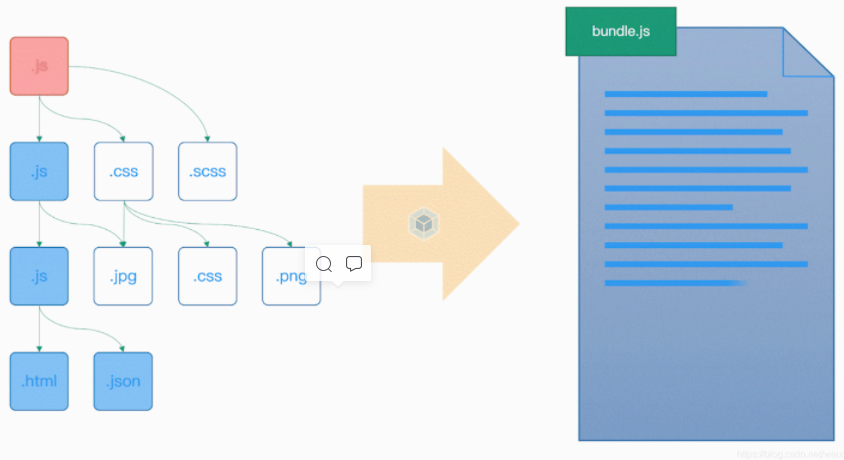 bundle.js
.js
.js
.css
.scss
.js
.jpg
.css
.png
.html
.json